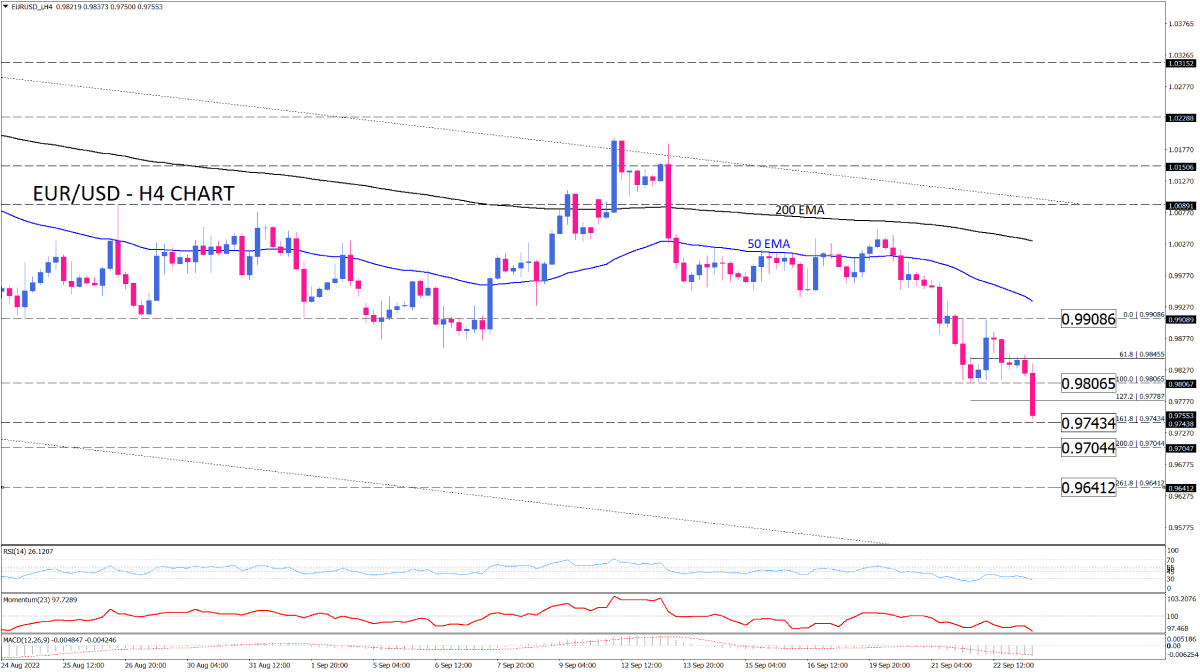 EURUSD_i,H4 0.98219 0.98373 0.97500 0.97553
1.03765
1.03265
1.03152
1.02770
1.02288
1.01770
1.01506
1.01270
EUR/USD - H4 CHART
1.00891
200 EMA
1.00770
50 EMA
1.00270
0.99770
0.99270
0.99086
0.0 | 0.99086
0.99089
0.98770
61.8 | 0.98455
0.98270
0.98065
100.0 | 0.98065
0.98067
127.2 | 0.97787
0.97770
0.97553
0.97434
161.8 | 0.97434
0.97438
0.97270
0.97044
200.0 | 0.97044
0.97047
0.96775
0.96412
261.8 | 0.96412
0.96412
0.96275
0.95775
RSI(14) 26.1207
100
70
30
0
Momentum(23) 97.7289
103.2076
100
97.468
MACD(12,26,9) -0.004847 -0.004246
0.005186
0.00
-0.006254
24 Aug 2022 25 Aug 12:00 26 Aug 20:00 30 Aug 04:00 31 Aug 12:00 1 Sep 20:00 5 Sep 04:00 6 Sep 12:00 7 Sep 20:00 9 Sep 04:00 12 Sep 12:00 13 Sep 20:00 15 Sep 04:00 16 Sep 12:00 19 Sep 20:00 21 Sep 04:00 22 Sep 12:00